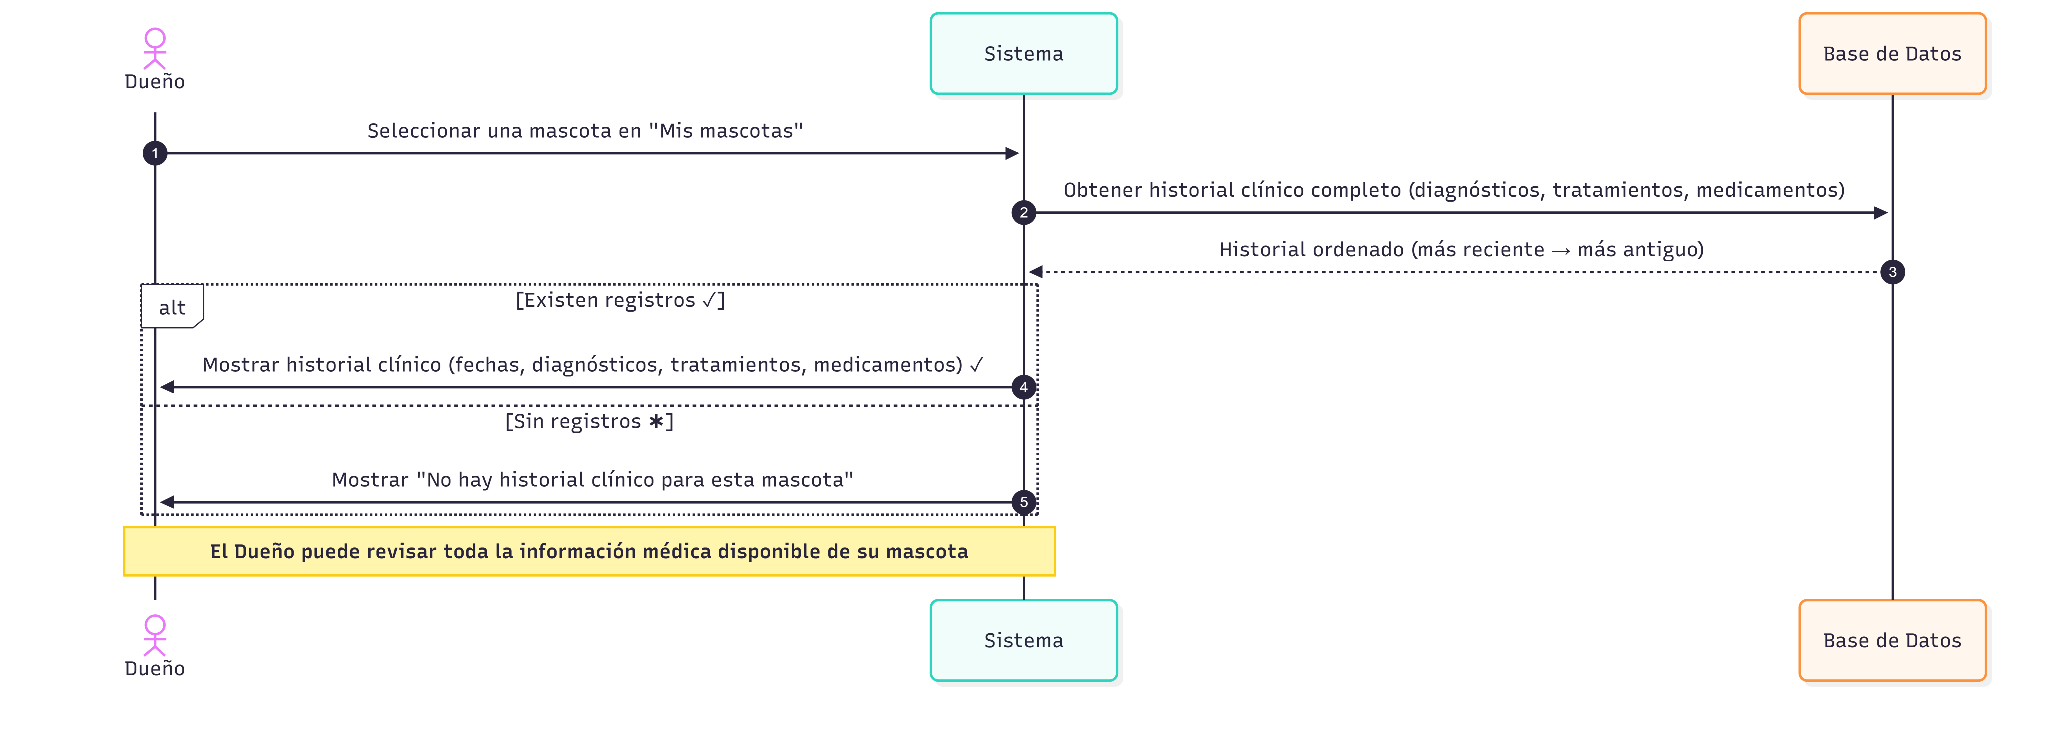 Dueño
Sistema
Base de Datos
Seleccionar una mascota en "Mis mascotas"
1
Obtener historial clínico completo (diagnósticos, tratamientos, medicamentos)
2
Historial ordenado (más reciente → más antiguo)
3
alt
[Existen registros ✓]
Mostrar historial clínico (fechas, diagnósticos, tratamientos, medicamentos) ✓
4
[Sin registros ✱]
Mostrar "No hay historial clínico para esta mascota"
5
El Dueño puede revisar toda la información médica disponible de su mascota
Dueño
Sistema
Base de Datos